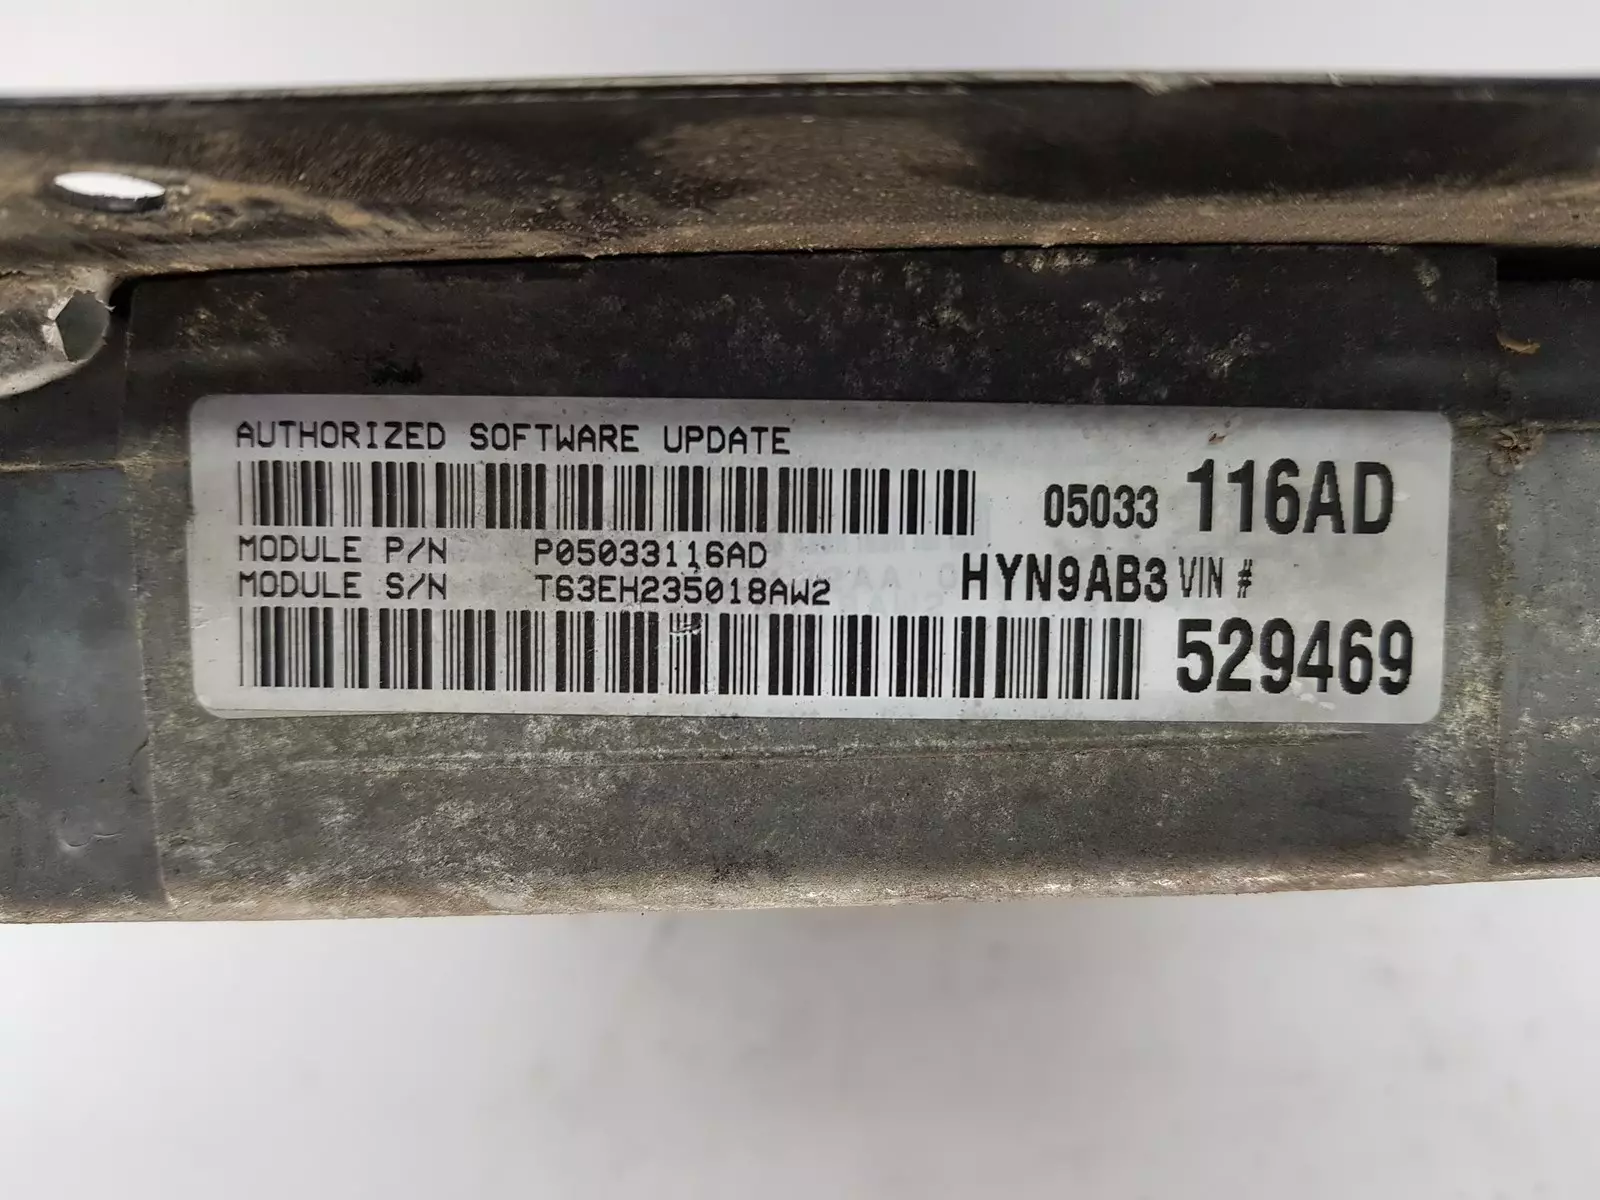 AUTHORIZED SOFTWARE UPDATE
05033 116AD
MODULE P/N P05033116AD
MODULE S/N T63EH235018AW2
HYN9AB3 VIN #
529469